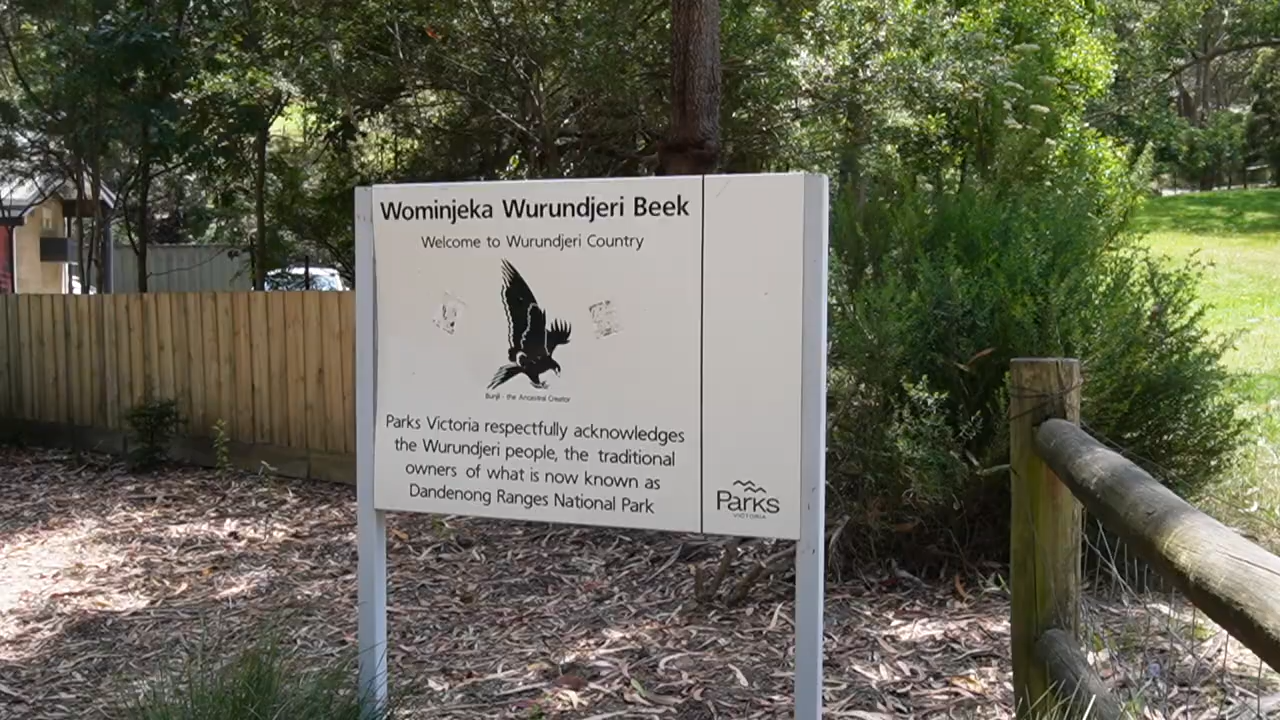 Wominjeka Wurundjeri Beek
Welcome to Wurundjeri Country
Bunjil - the Ancestral Creator
Parks Victoria respectfully acknowledges
the Wurundjeri people, the traditional
owners of what is now known as
Dandenong Ranges National Park
Parks
VICTORIA